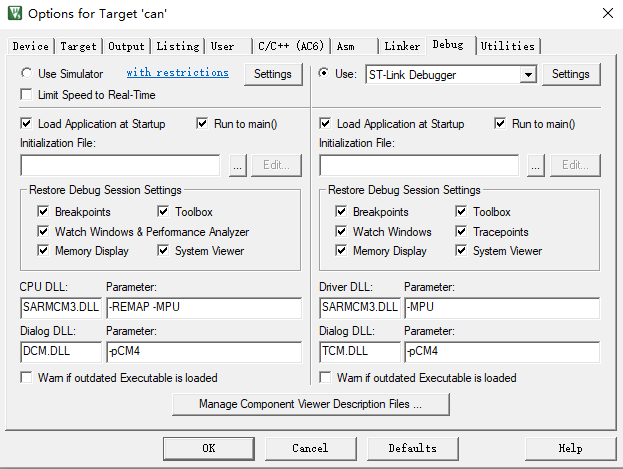 Options for Target 'can'
Device Target Output Listing User C/C++ (AC6) Asm Linker Debug Utilities
Use Simulator with restrictions Settings
Limit Speed to Real-Time
Use: ST-Link Debugger Settings
Load Application at Startup Run to main()
Initialization File:
... Edit...
Restore Debug Session Settings
Breakpoints Toolbox
Watch Windows & Performance Analyzer
Memory Display System Viewer
CPU DLL: Parameter:
SARMCM3.DLL -REMAP -MPU
Dialog DLL: Parameter:
DCM.DLL -pCM4
Warn if outdated Executable is loaded
Load Application at Startup Run to main()
Initialization File:
... Edit...
Restore Debug Session Settings
Breakpoints Toolbox
Watch Windows Tracepoints
Memory Display System Viewer
Driver DLL: Parameter:
SARMCM3.DLL -MPU
Dialog DLL: Parameter:
TCM.DLL -pCM4
Warn if outdated Executable is loaded
Manage Component Viewer Description Files ...
OK Cancel Defaults Help